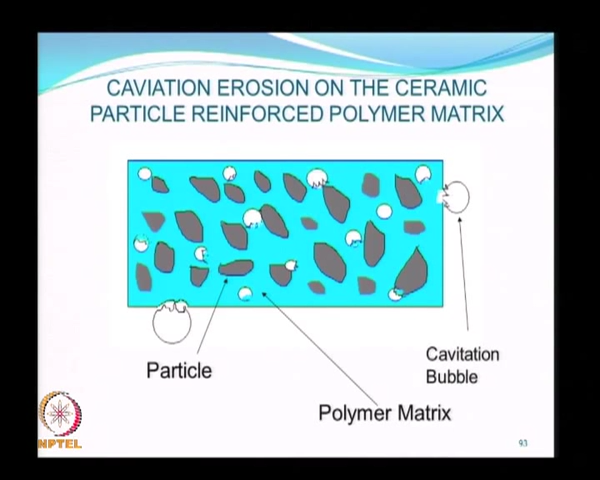 CAVIATION EROSION ON THE CERAMIC
PARTICLE REINFORCED POLYMER MATRIX
Particle
Cavitation
Bubble
Polymer Matrix
NPTEL
93